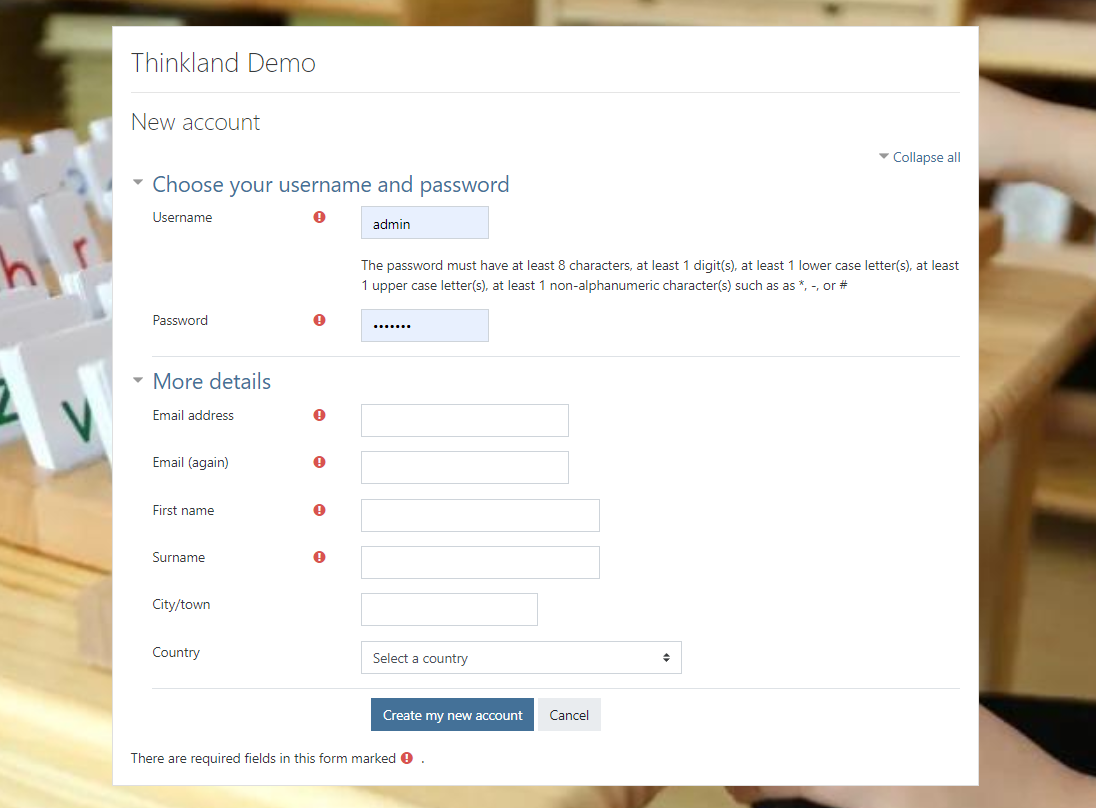 Thinkland Demo
New account
Collapse all
Choose your username and password
Username
admin
The password must have at least 8 characters, at least 1 digit(s), at least 1 lower case letter(s), at least
1 upper case letter(s), at least 1 non-alphanumeric character(s) such as as *, -, or #
Password
•••••••
More details
Email address
Email (again)
First name
Surname
City/town
Country
Select a country
Create my new account
Cancel
There are required fields in this form marked ! .
h
r
z
v